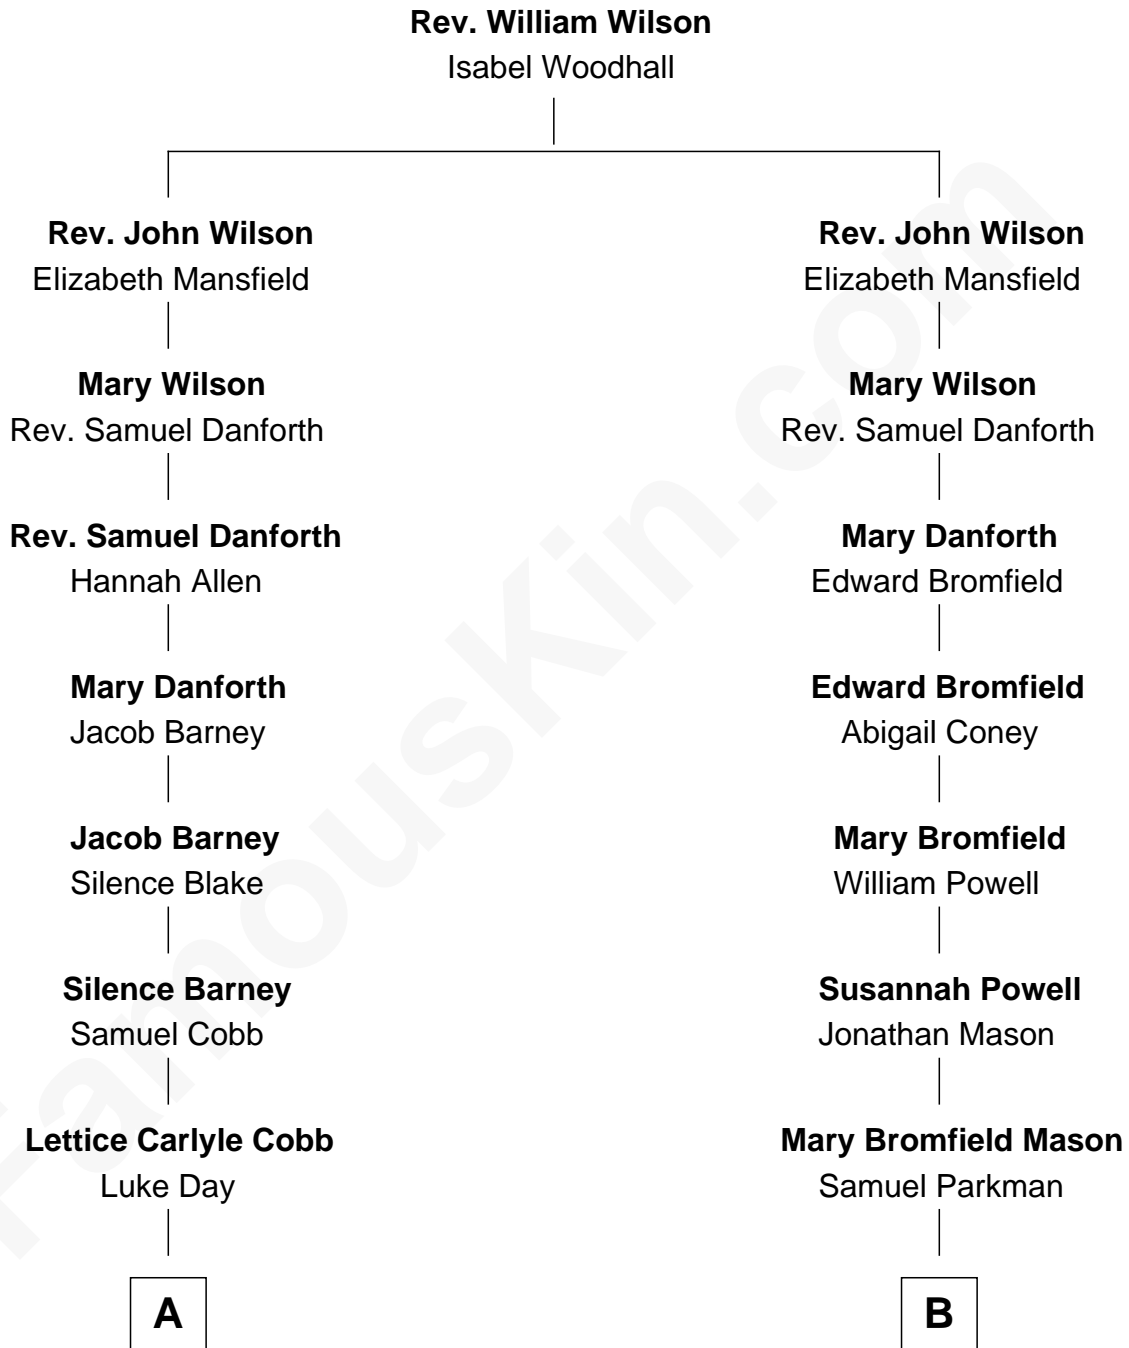 Rev. William Wilson
Isabel Woodhall
Rev. John Wilson
Elizabeth Mansfield
Mary Wilson
Rev. Samuel Danforth
Rev. Samuel Danforth
Hannah Allen
Mary Danforth
Jacob Barney
Jacob Barney
Silence Blake
Silence Barney
Samuel Cobb
Lettice Carlyle Cobb
Luke Day
A
Rev. John Wilson
Elizabeth Mansfield
Mary Wilson
Rev. Samuel Danforth
Mary Danforth
Edward Bromfield
Edward Bromfield
Abigail Coney
Mary Bromfield
William Powell
Susannah Powell
Jonathan Mason
Mary Bromfield Mason
Samuel Parkman
B
FamousKin.com